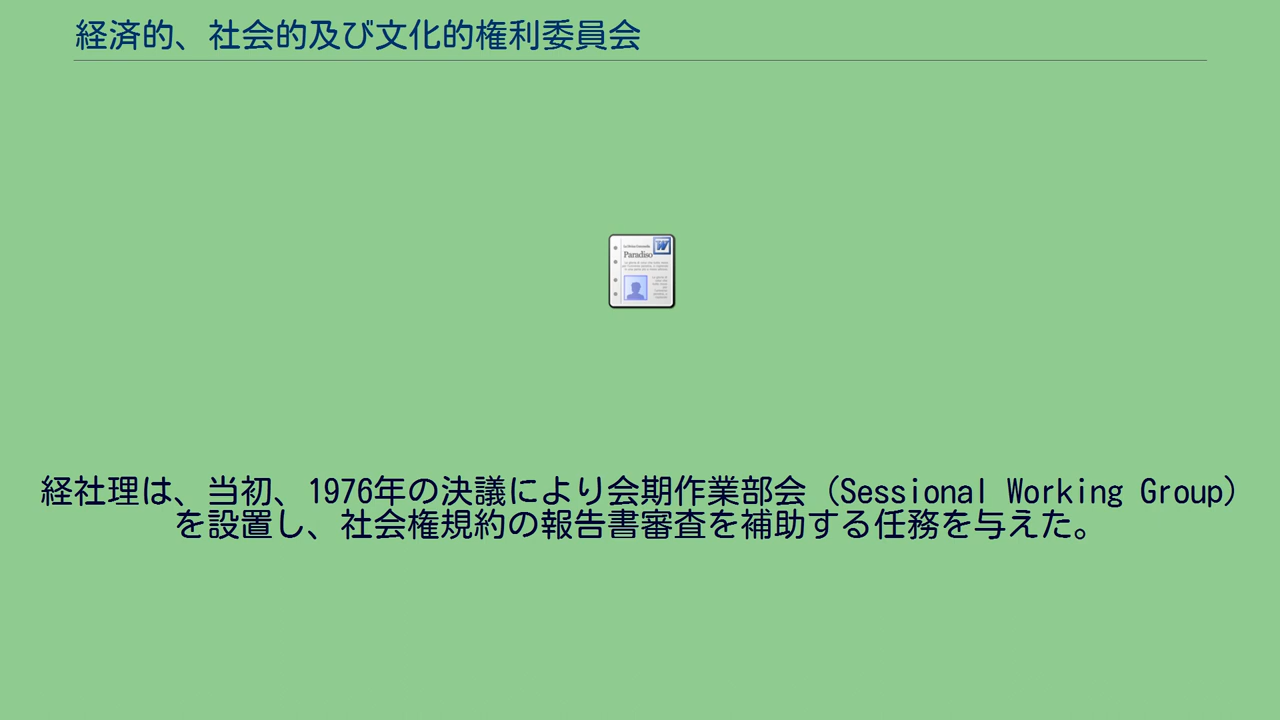 経済的、社会的及び文化的権利委員会
Paradiso
W
経社理は、当初、1976年の決議により会期作業部会（Sessional Working Group）
を設置し、社会権規約の報告書審査を補助する任務を与えた。